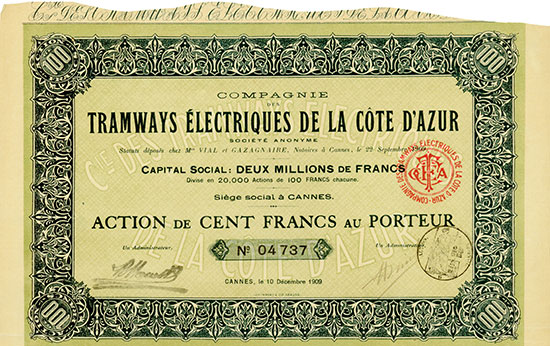 100 100
COMPAGNIE
DES
TRAMWAYS ÉLECTRIQUES DE LA CÔTE D'AZUR
SOCIÉTÉ ANONYME
Statuts déposés chez Mes VIAL et GAZAGNAIRE, Notaires à Cannes, le 22 Septembre
CAPITAL SOCIAL: DEUX MILLIONS DE FRANCS
Divisé en 20,000 Actions de 100 FRANCS chacune.
Siège social à CANNES.
ACTION DE CENT FRANCS AU PORTEUR
Un Administrateur, Un Administrateur,
No 04737
CANNES, le 10 Décembre 1909
100 100